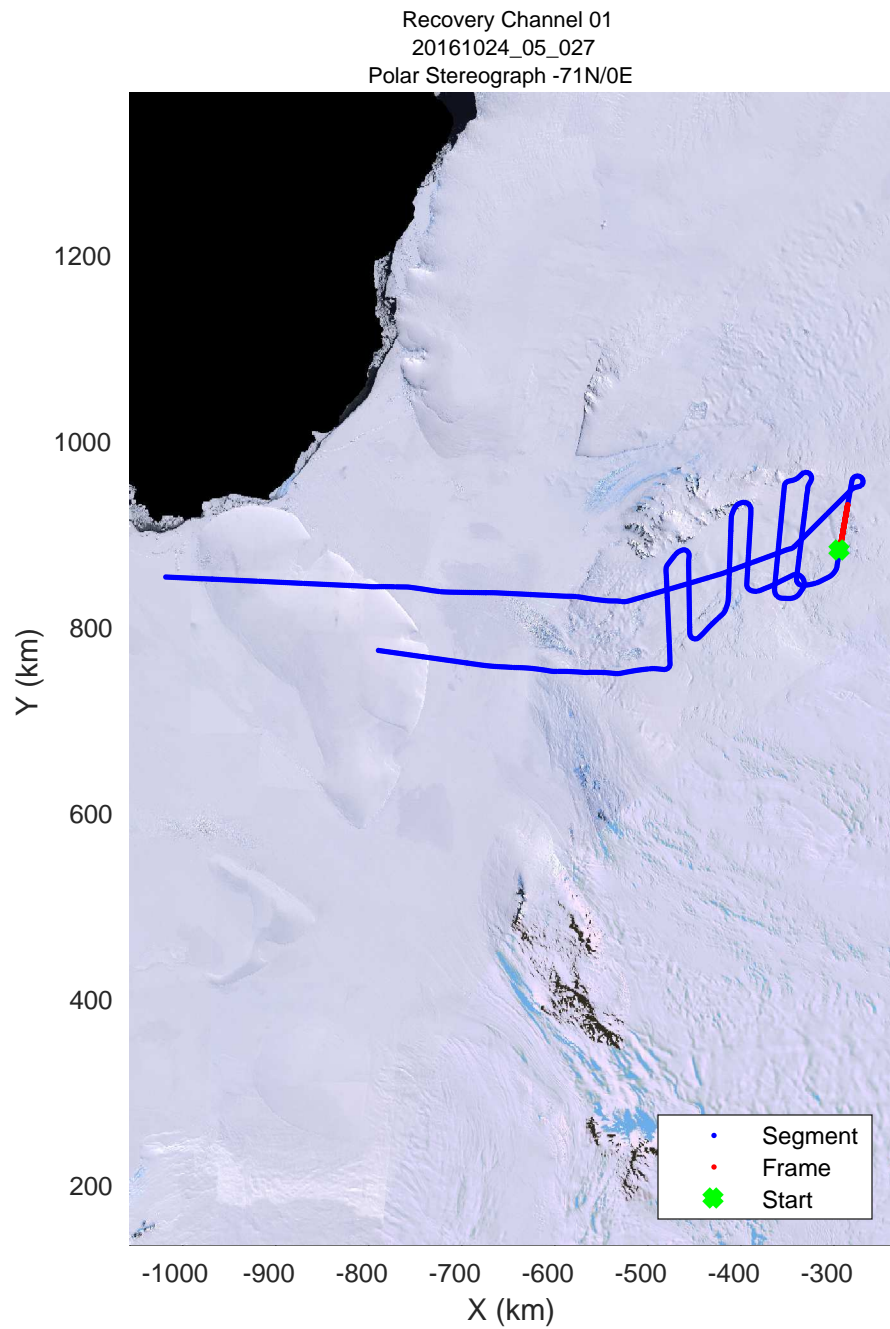 Recovery Channel 01
20161024_05_027
Polar Stereograph -71N/0E
1200
1000
800
600
400
200
Y (km)
Segment
Frame
Start
-1000 -900 -800 -700 -600 -500 -400 -300
X (km)